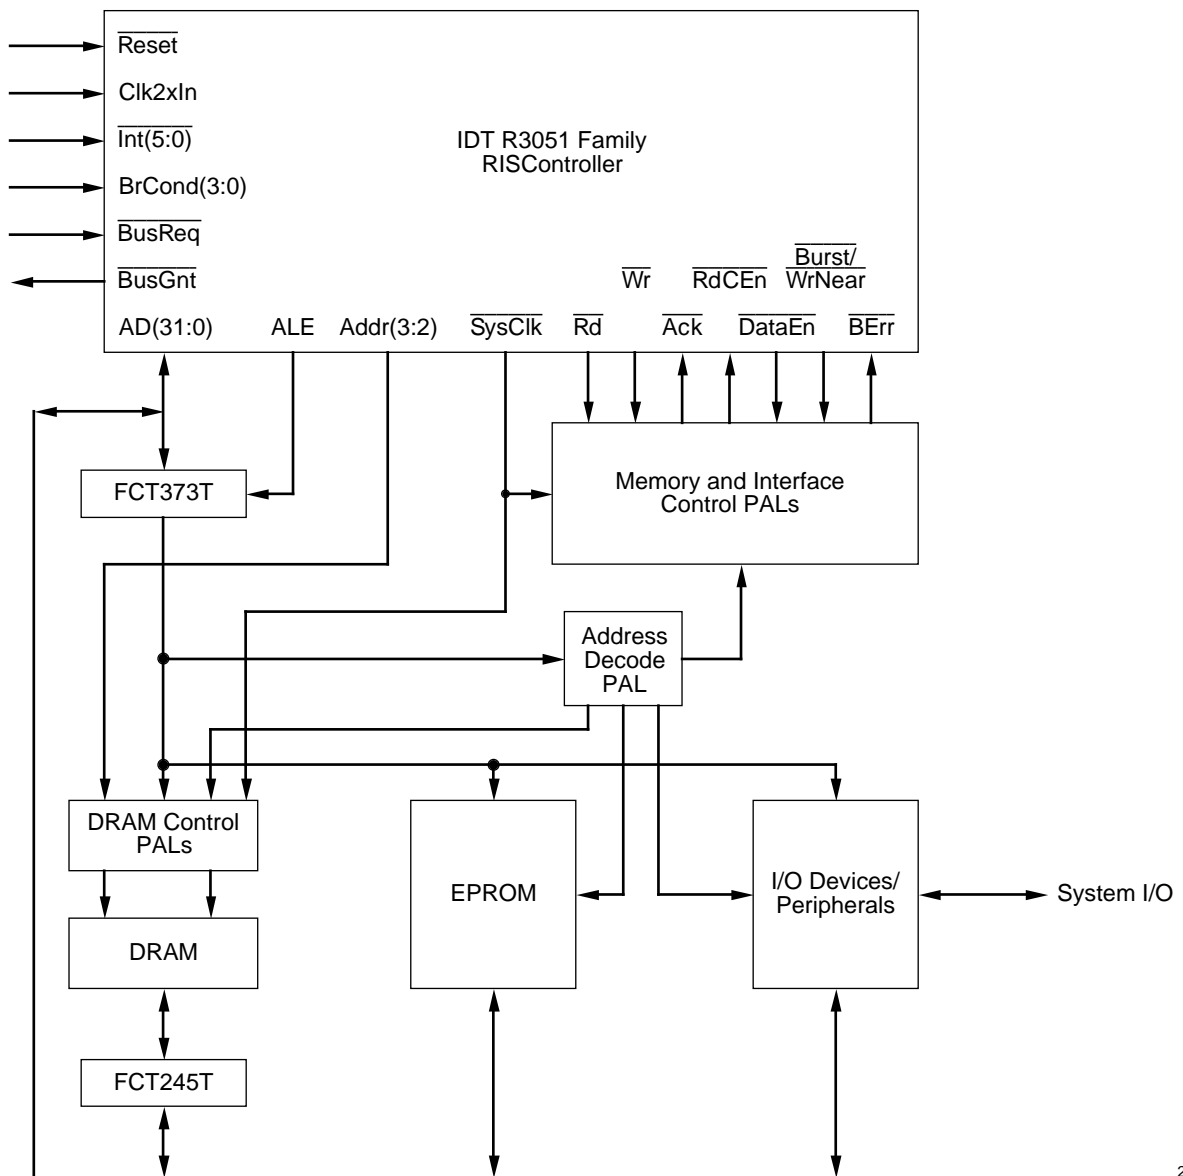 Reset
Clk2xIn
Int(5:0)
IDT R3051 Family
RISController
BrCond(3:0)
BusReq
BusGnt
Wr
RdCEn
Burst/
WrNear
AD(31:0)
ALE
Addr(3:2)
SysClk
Rd
Ack
DataEn
BErr
FCT373T
Memory and Interface
Control PALs
Address
Decode
PAL
DRAM Control
PALs
EPROM
I/O Devices/
Peripherals
System I/O
DRAM
FCT245T
2